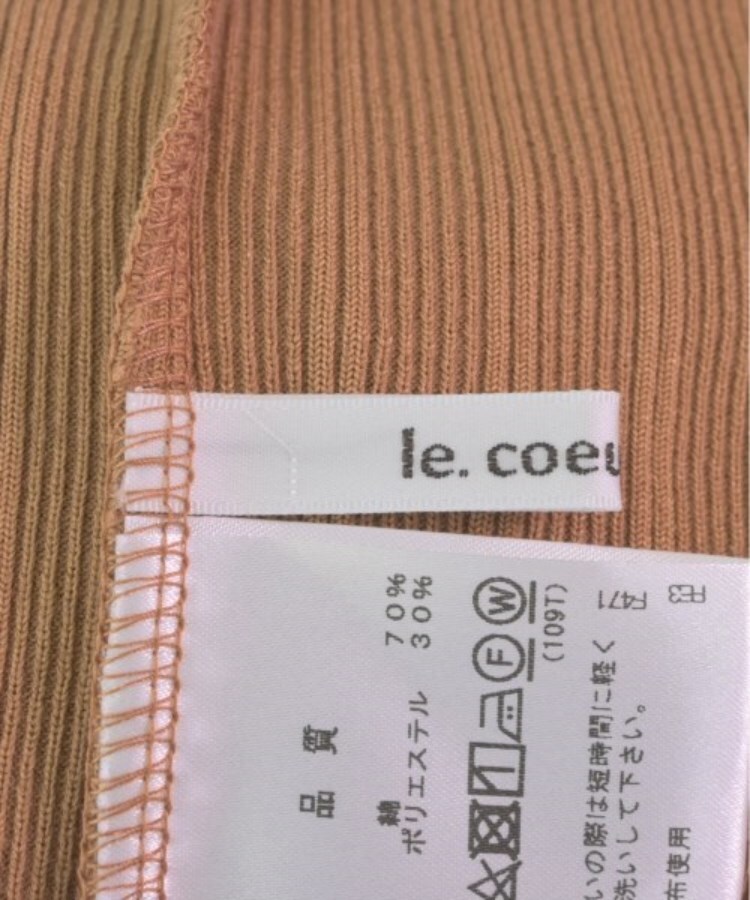 le. coeu
品 質
綿 70%
ポリエステル 30%
F W
(109T)
いの際は短時間に軽く
洗いして下さい。
布使用